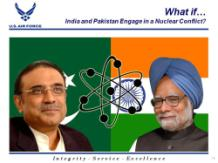 What if…
India and Pakistan Engage in a Nuclear Conflict?
U.S. AIR FORCE
Integrity - Service - Excellence